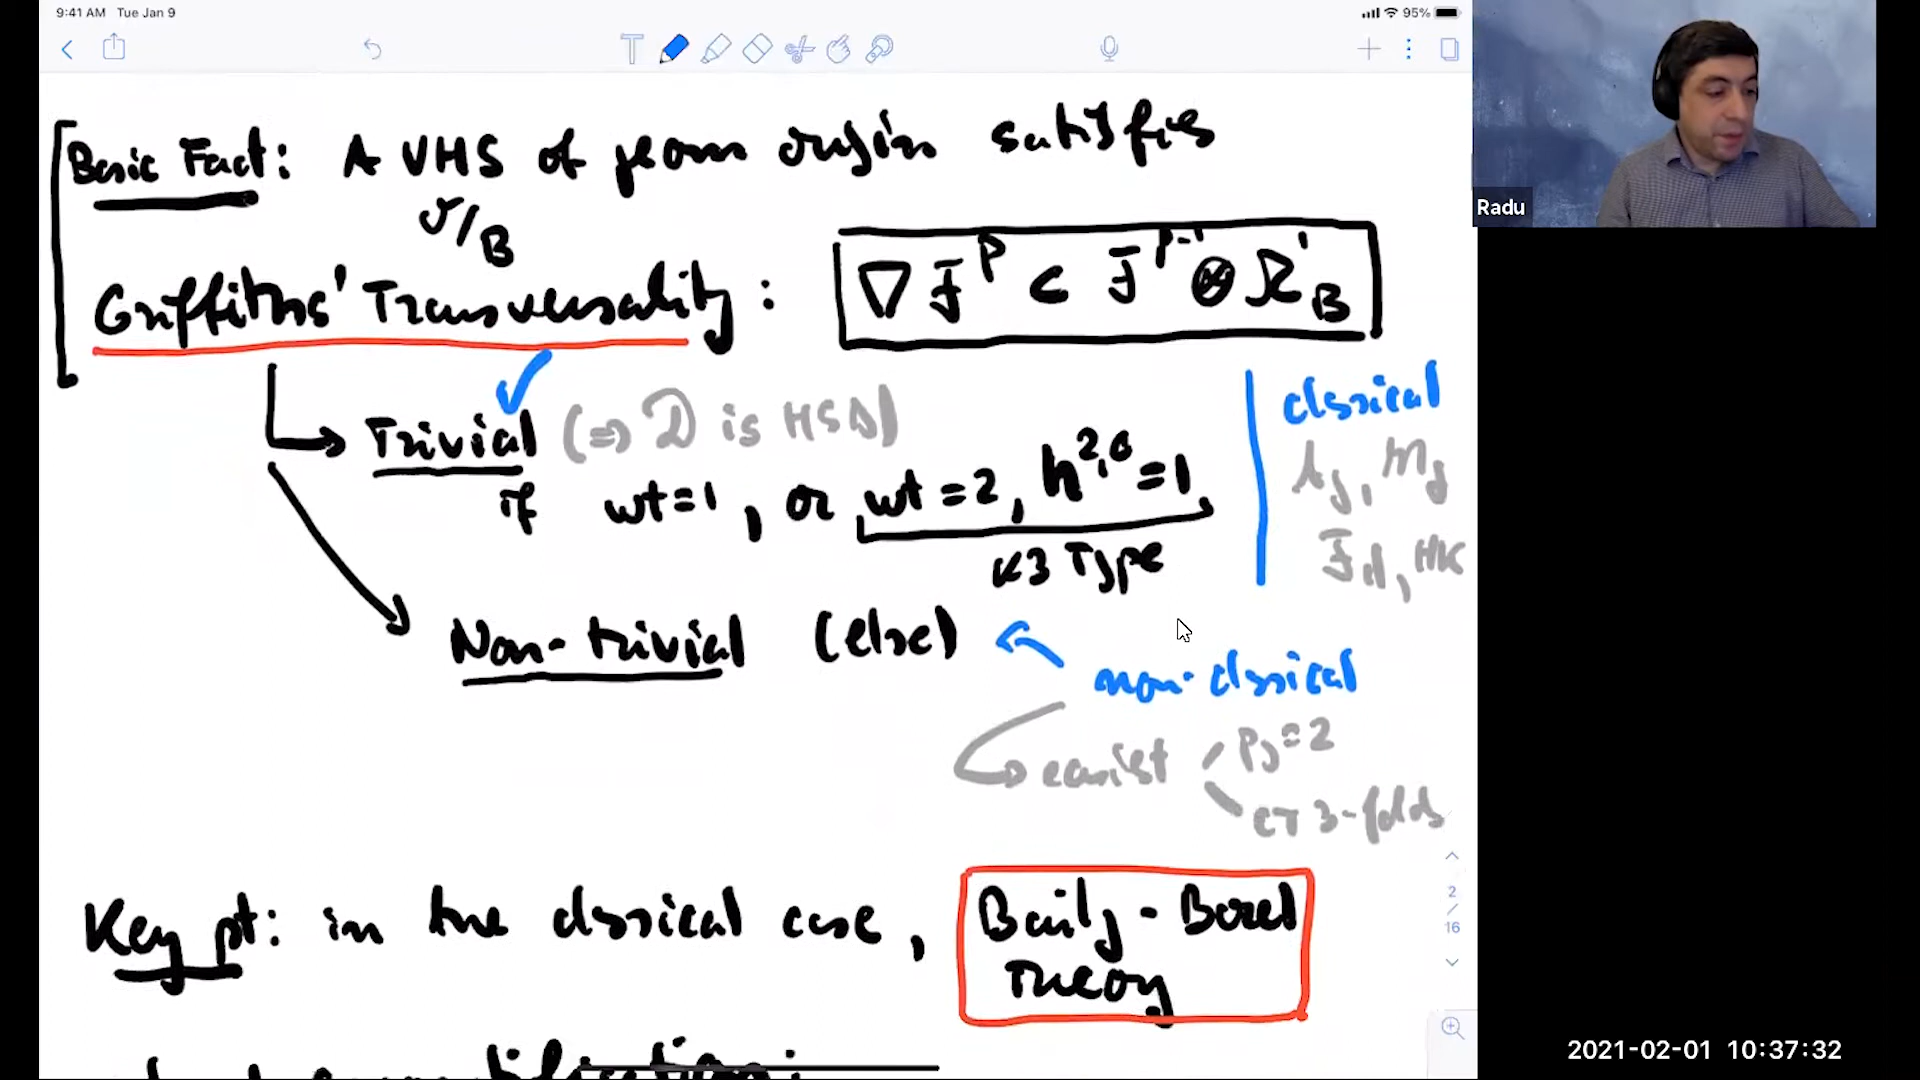 9:41 AM Tue Jan 9
95%
Basic Fact: A VHS of geom origin satisfies
V/B
Griffiths' Transversality: ∇ F^p ⊂ F^{p-1} ⊗ Ω^1_B
Trivial (⇒ D is HSD)
if wt=1, or wt=2, h^{2,0}=1,
K3 Type
classical
A_g, M_g
F_d, HK
Non-trivial (else)
non-classical
easiest
p_g=2
CY 3-folds
Key pt: in the classical case, Baily-Borel
Theory
2
/
16
Radu
2021-02-01 10:37:32